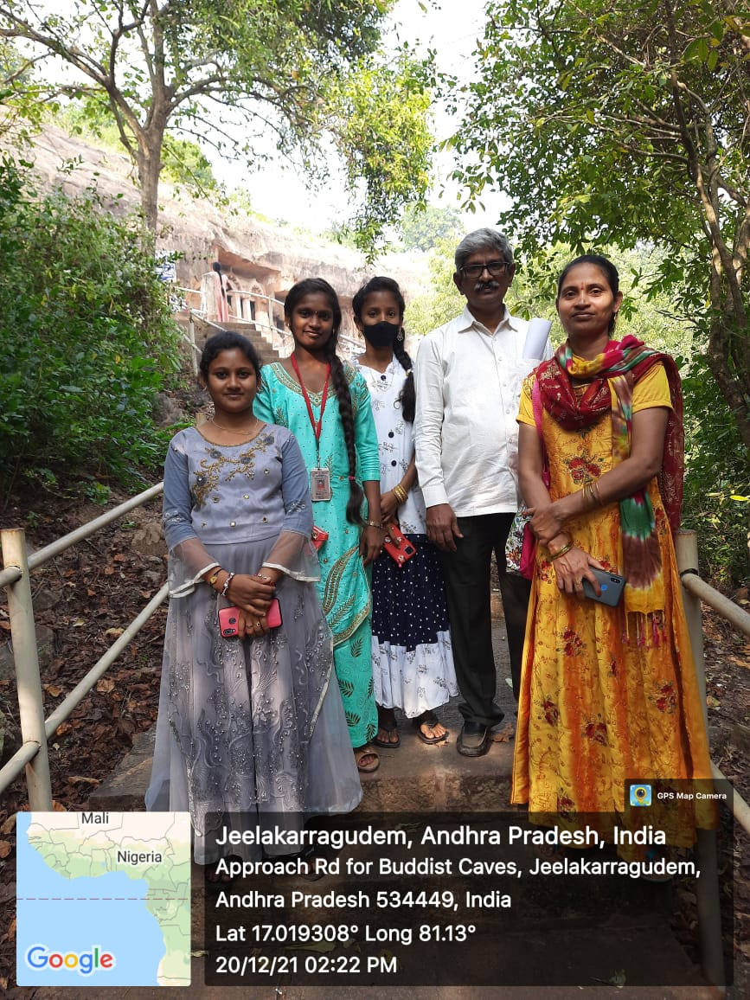 GPS Map Camera
Mali
Nigeria
Google
Jeelakarragudem, Andhra Pradesh, India
Approach Rd for Buddist Caves, Jeelakarragudem,
Andhra Pradesh 534449, India
Lat 17.019308° Long 81.13°
20/12/21 02:22 PM